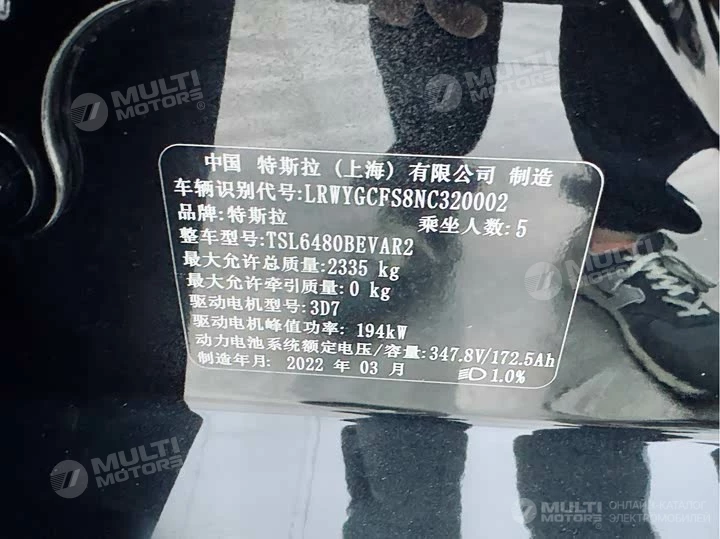 中国 特斯拉(上海)有限公司 制造
车辆识别代号:LRWYGCFS8NC320002
品牌:特斯拉 乘坐人数:5
整车型号:TSL6480BEVAR2
最大允许总质量:2335 kg
最大允许牵引质量:0 kg
驱动电机型号:3D7
驱动电机峰值功率: 194kW
动力电池系统额定电压/容量:347.8V/172.5Ah
制造年月: 2022 年 03 月 1.0%
MULTI
MOTORS®
MULTI
MOTORS®
MULTI
MOTORS®
MULTI
MOTORS®
MULTI
MOTORS®
ОНЛАЙН-КАТАЛОГ
ЭЛЕКТРОМОБИЛЕЙ